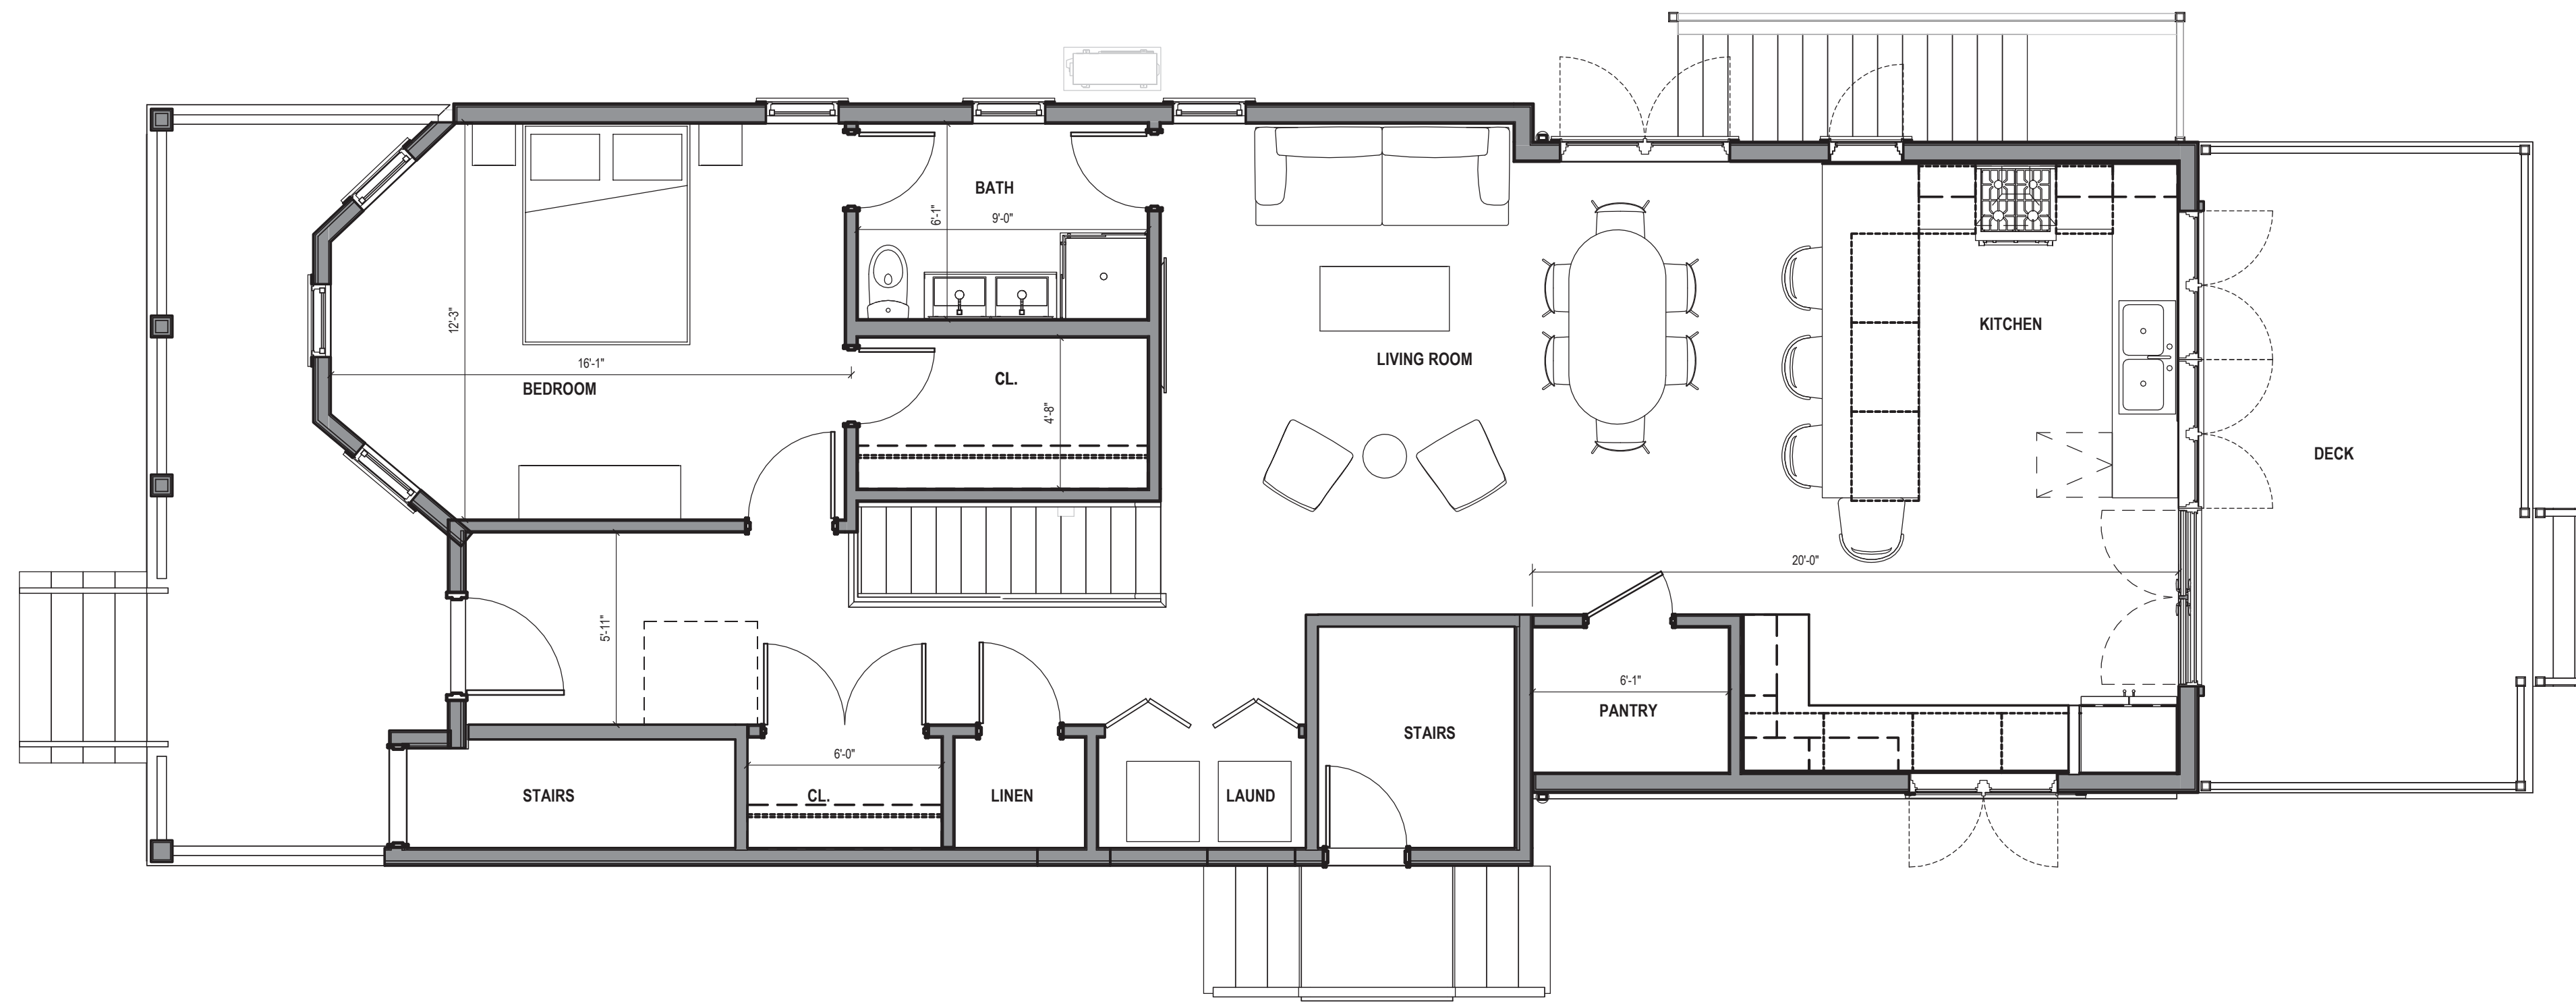 BATH
6'-1"
9'-0"
12'-3"
16'-1"
BEDROOM
CL.
4'-8"
LIVING ROOM
KITCHEN
DECK
20'-0"
5'-11"
6'-1"
PANTRY
STAIRS
6'-0"
STAIRS
CL.
LINEN
LAUND